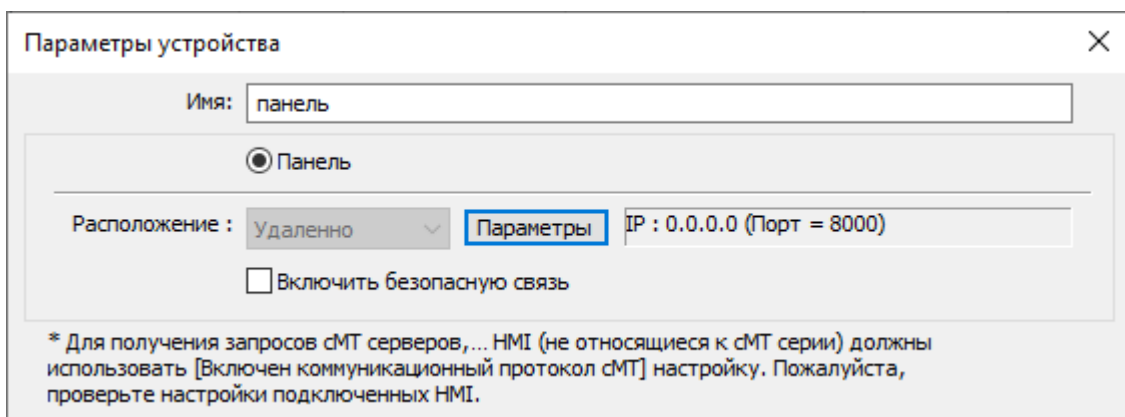 Параметры устройства
Имя: панель
Панель
Расположение : Удаленно Параметры IP : 0.0.0.0 (Порт = 8000)
Включить безопасную связь
* Для получения запросов cMT серверов,... HMI (не относящиеся к cMT серии) должны
использовать [Включен коммуникационный протокол cMT] настройку. Пожалуйста,
проверьте настройки подключенных HMI.